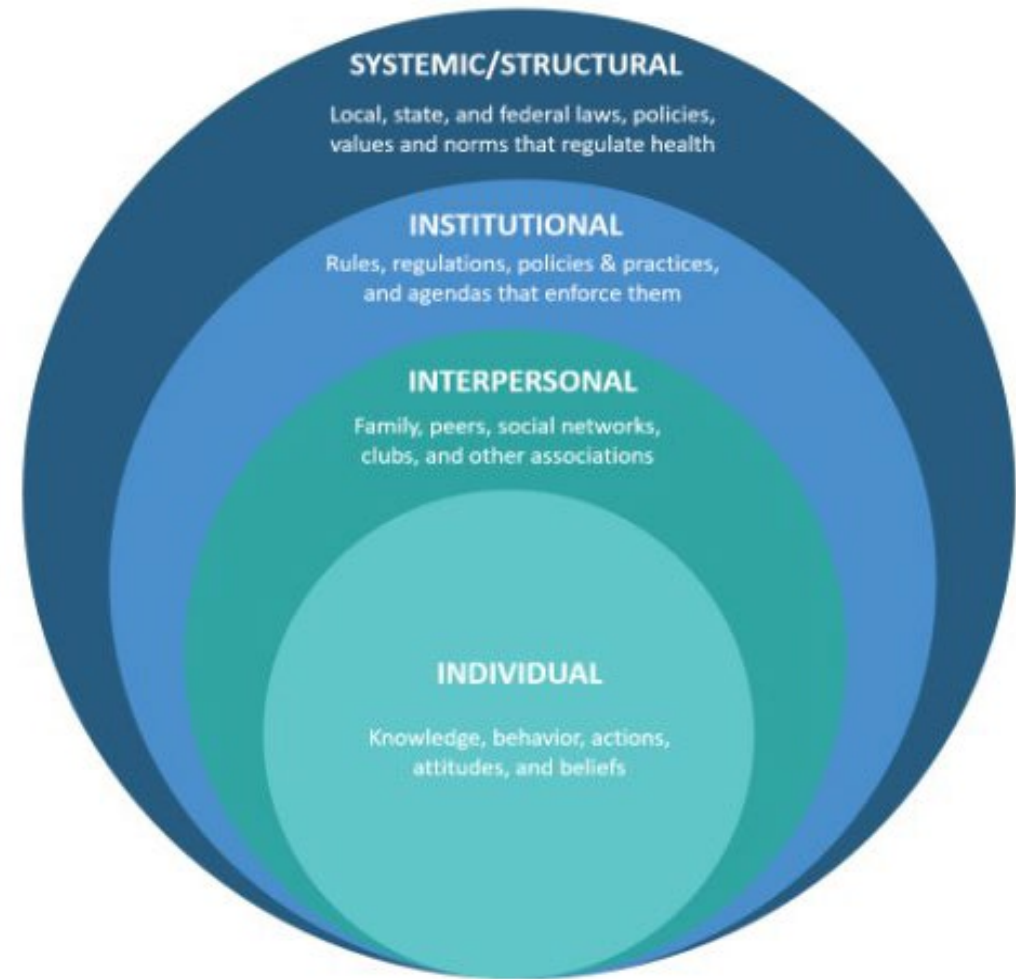 SYSTEMIC/STRUCTURAL
Local, state, and federal laws, policies,
values and norms that regulate health
INSTITUTIONAL
Rules, regulations, policies & practices,
and agendas that enforce them
INTERPERSONAL
Family, peers, social networks,
clubs, and other associations
INDIVIDUAL
Knowledge, behavior, actions,
attitudes, and beliefs